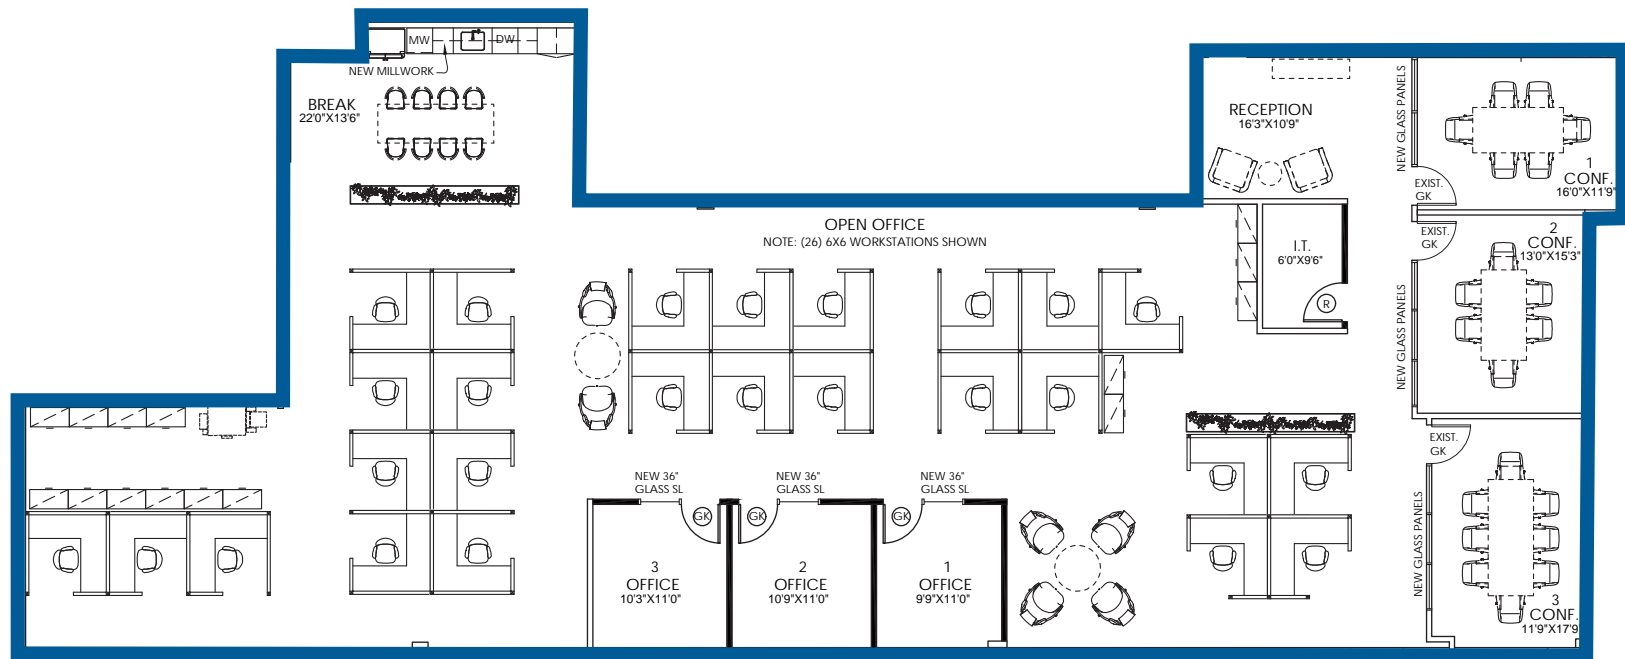 MW
DW
NEW MILLWORK
BREAK
22'0"X13'6"
RECEPTION
16'3"X10'9"
NEW GLASS PANELS
1
CONF.
16'0"X11'9"
EXIST.
GK
OPEN OFFICE
NOTE: (26) 6X6 WORKSTATIONS SHOWN
I.T.
6'0"X9'6"
R
EXIST.
GK
2
CONF.
13'0"X15'3"
NEW GLASS PANELS
EXIST.
GK
NEW 36"
GLASS SL
NEW 36"
GLASS SL
NEW 36"
GLASS SL
GK
GK
GK
3
OFFICE
10'3"X11'0"
2
OFFICE
10'9"X11'0"
1
OFFICE
9'9"X11'0"
NEW GLASS PANELS
3
CONF.
11'9"X17'9